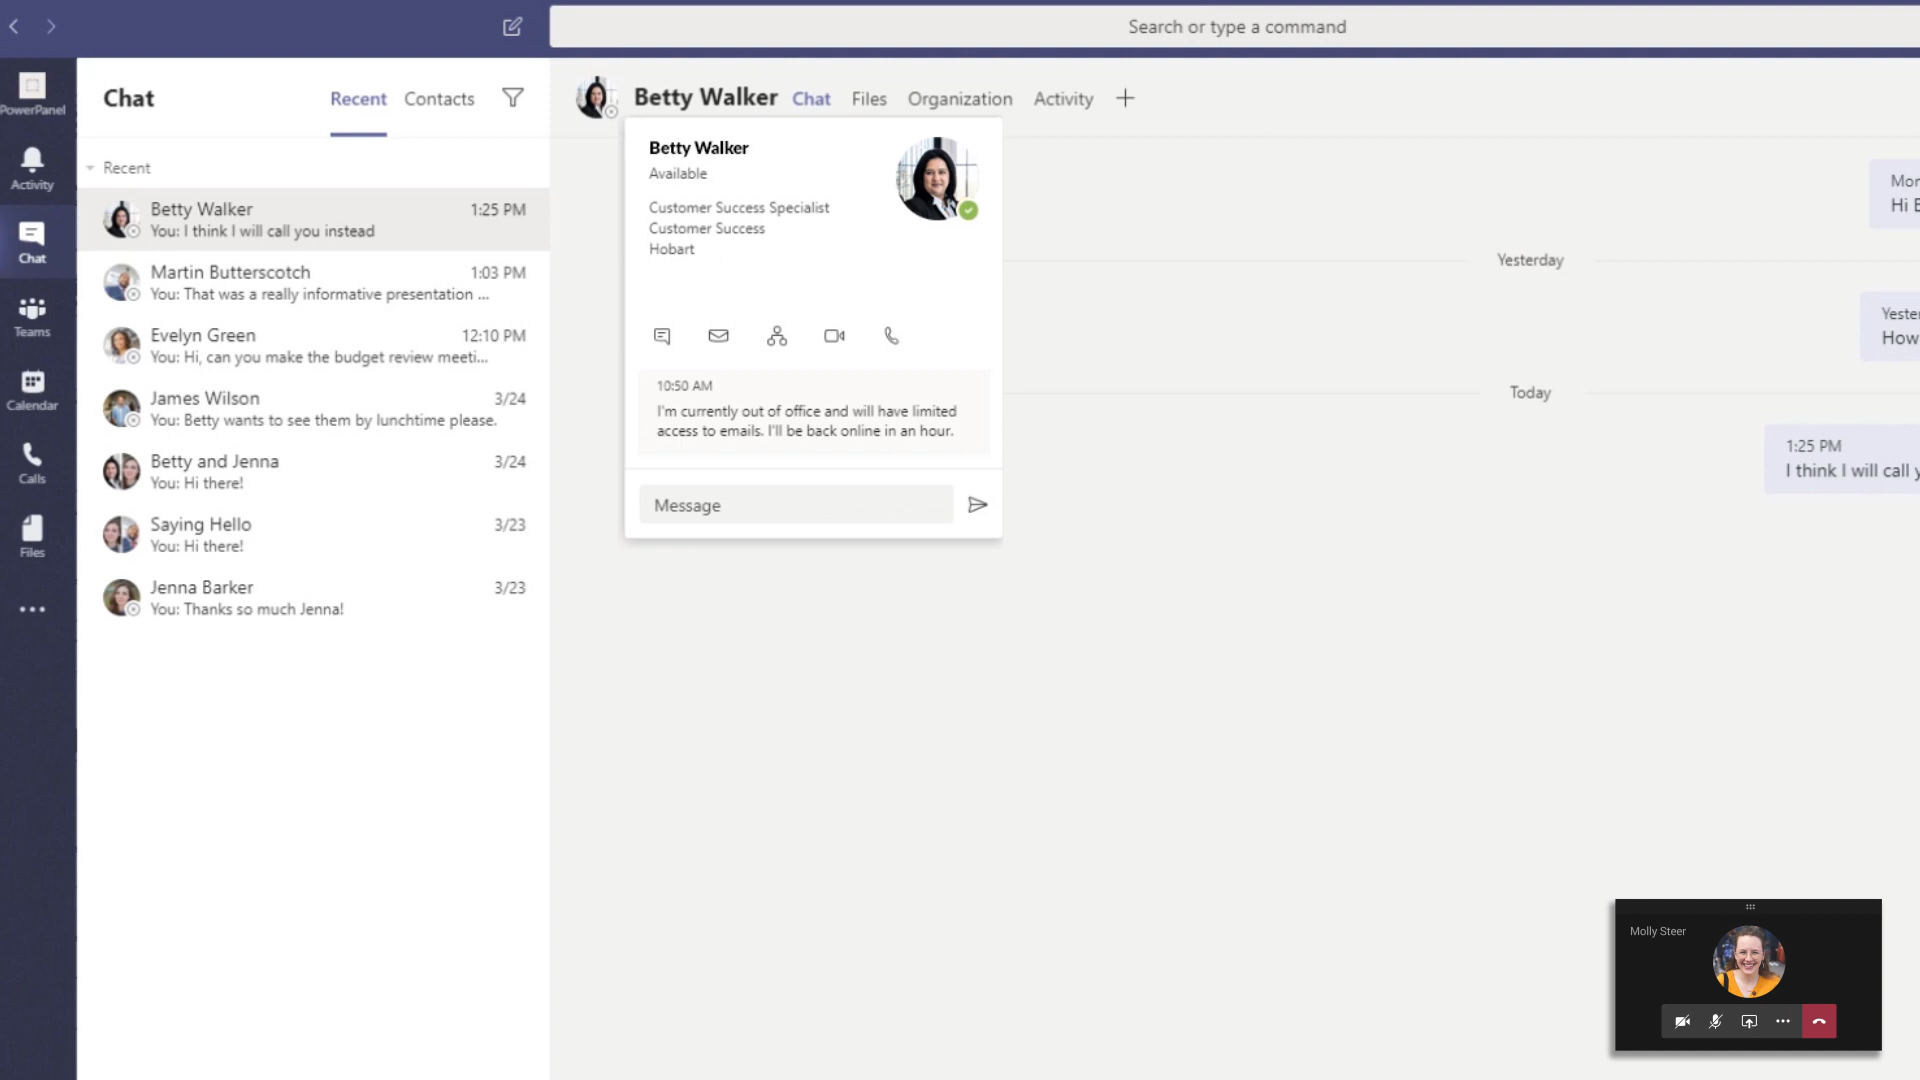 Search or type a command
PowerPanel
Activity
Chat
Teams
Calendar
Calls
Files
Chat
Recent
Contacts
Recent
Betty Walker 1:25 PM
You: I think I will call you instead
Martin Butterscotch 1:03 PM
You: That was a really informative presentation ...
Evelyn Green 12:10 PM
You: Hi, can you make the budget review meeti...
James Wilson 3/24
You: Betty wants to see them by lunchtime please.
Betty and Jenna 3/24
You: Hi there!
Saying Hello 3/23
You: Hi there!
Jenna Barker 3/23
You: Thanks so much Jenna!
Betty Walker Chat Files Organization Activity
Betty Walker
Available
Customer Success Specialist
Customer Success
Hobart
10:50 AM
I'm currently out of office and will have limited
access to emails. I'll be back online in an hour.
Message
Hi
Yesterday
How
Today
1:25 PM
I think I will call
Molly Steer